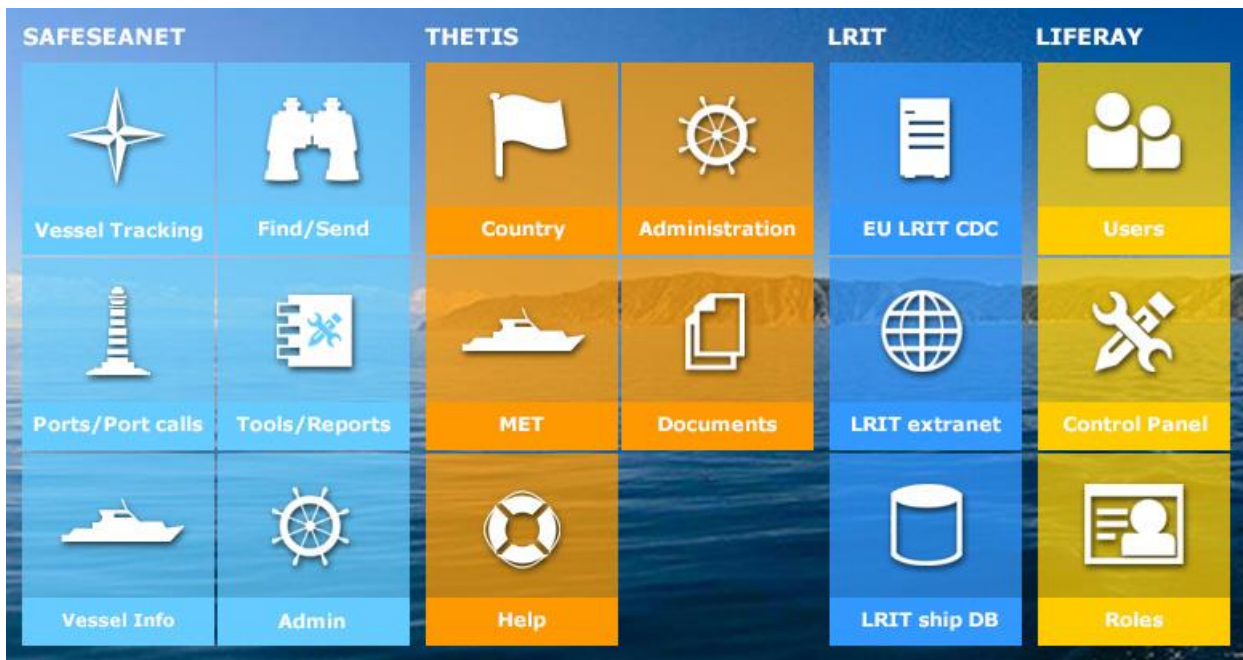 SAFESEANET
THETIS
LRIT
LIFERAY
Vessel Tracking
Find/Send
Country
Administration
EU LRIT CDC
Users
Ports/Port calls
Tools/Reports
MET
Documents
LRIT extranet
Control Panel
Vessel Info
Admin
Help
LRIT ship DB
Roles